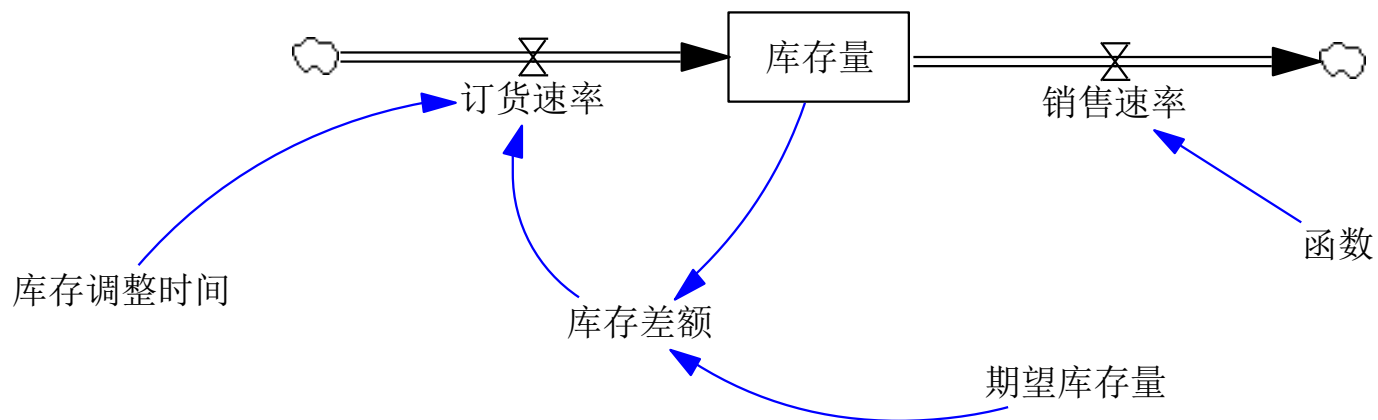 库存量
订货速率
销售速率
函数
库存调整时间
库存差额
期望库存量